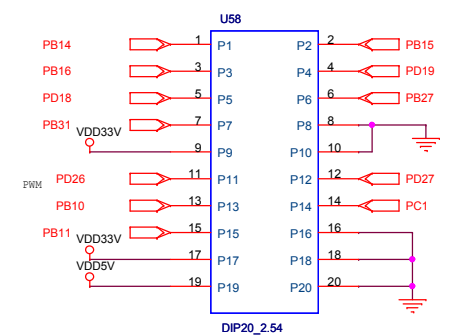 U58
PB14 1 P1 P2 2 PB15
PB16 3 P3 P4 4 PD19
PD18 5 P5 P6 6 PB27
PB31 7 P7 P8 8
VDD33V
9 P9 P10 10
PWM PD26 11 P11 P12 12 PD27
PB10 13 P13 P14 14 PC1
PB11 15 P15 P16 16
VDD33V
17 P17 P18 18
VDD5V
19 P19 P20 20
DIP20_2.54